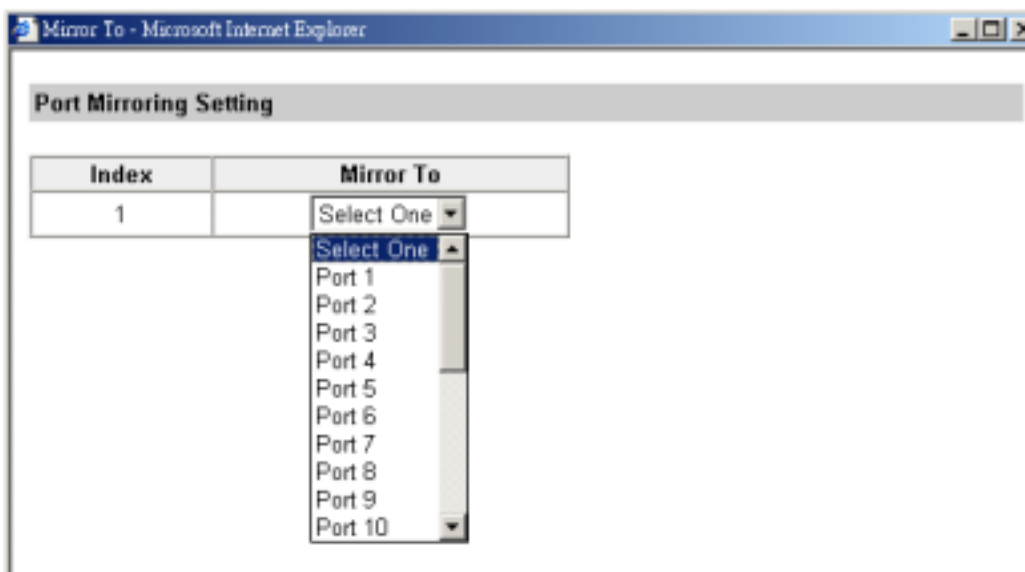 Mirror To - Microsoft Internet Explorer
Port Mirroring Setting
Index Mirror To
1 Select One
Select One
Port 1
Port 2
Port 3
Port 4
Port 5
Port 6
Port 7
Port 8
Port 9
Port 10